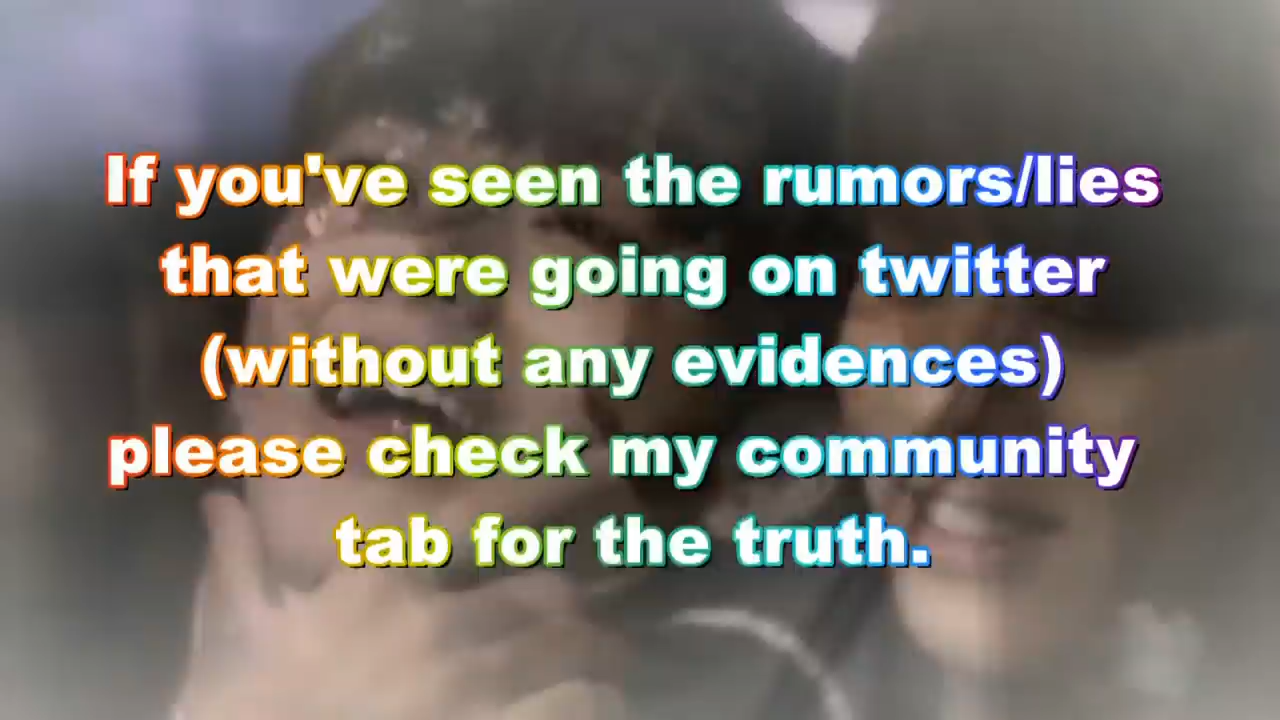 If you've seen the rumors/lies
that were going on twitter
(without any evidences)
please check my community
tab for the truth.